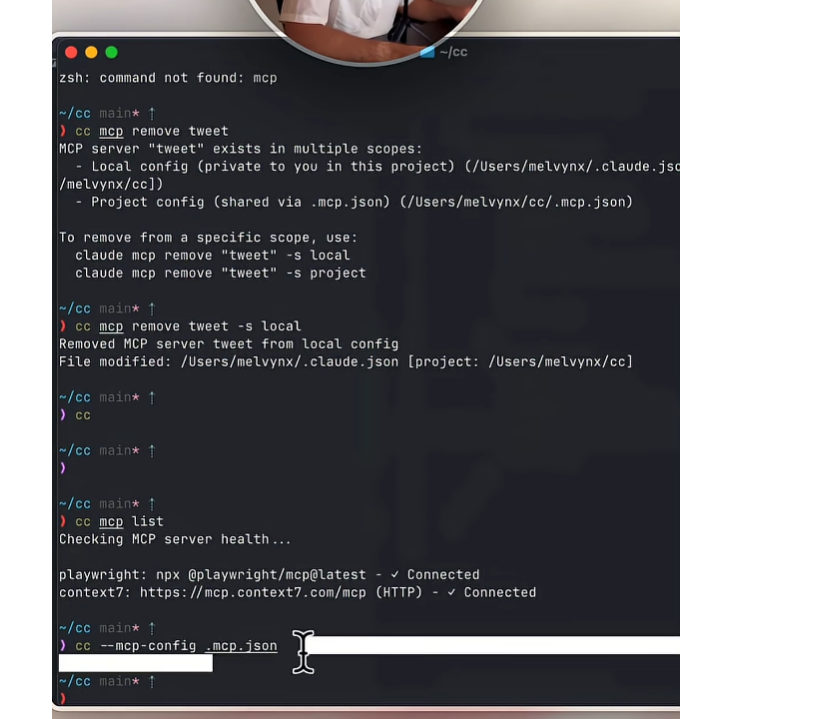 ~/cc
zsh: command not found: mcp
~/cc main* ↑
❯ cc mcp remove tweet
MCP server "tweet" exists in multiple scopes:
- Local config (private to you in this project) (/Users/melvynx/.claude.jso
/melvynx/cc])
- Project config (shared via .mcp.json) (/Users/melvynx/cc/.mcp.json)
To remove from a specific scope, use:
claude mcp remove "tweet" -s local
claude mcp remove "tweet" -s project
~/cc main* ↑
❯ cc mcp remove tweet -s local
Removed MCP server tweet from local config
File modified: /Users/melvynx/.claude.json [project: /Users/melvynx/cc]
~/cc main* ↑
❯ cc
~/cc main* ↑
❯
~/cc main* ↑
❯ cc mcp list
Checking MCP server health...
playwright: npx @playwright/mcp@latest - ✓ Connected
context7: https://mcp.context7.com/mcp (HTTP) - ✓ Connected
~/cc main* ↑
❯ cc --mcp-config .mcp.json
~/cc main* ↑
❯